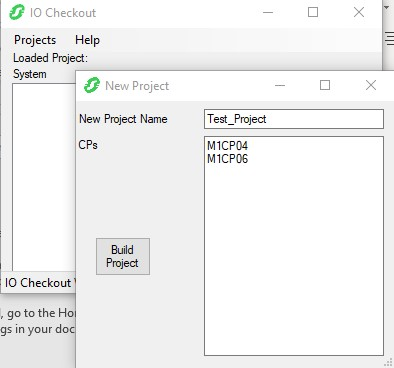 IO Checkout
Projects Help
Loaded Project:
System
New Project
New Project Name Test_Project
CPs
M1CP04
M1CP06
Build
Project
IO Checkout
, go to the Hom
gs in your doc